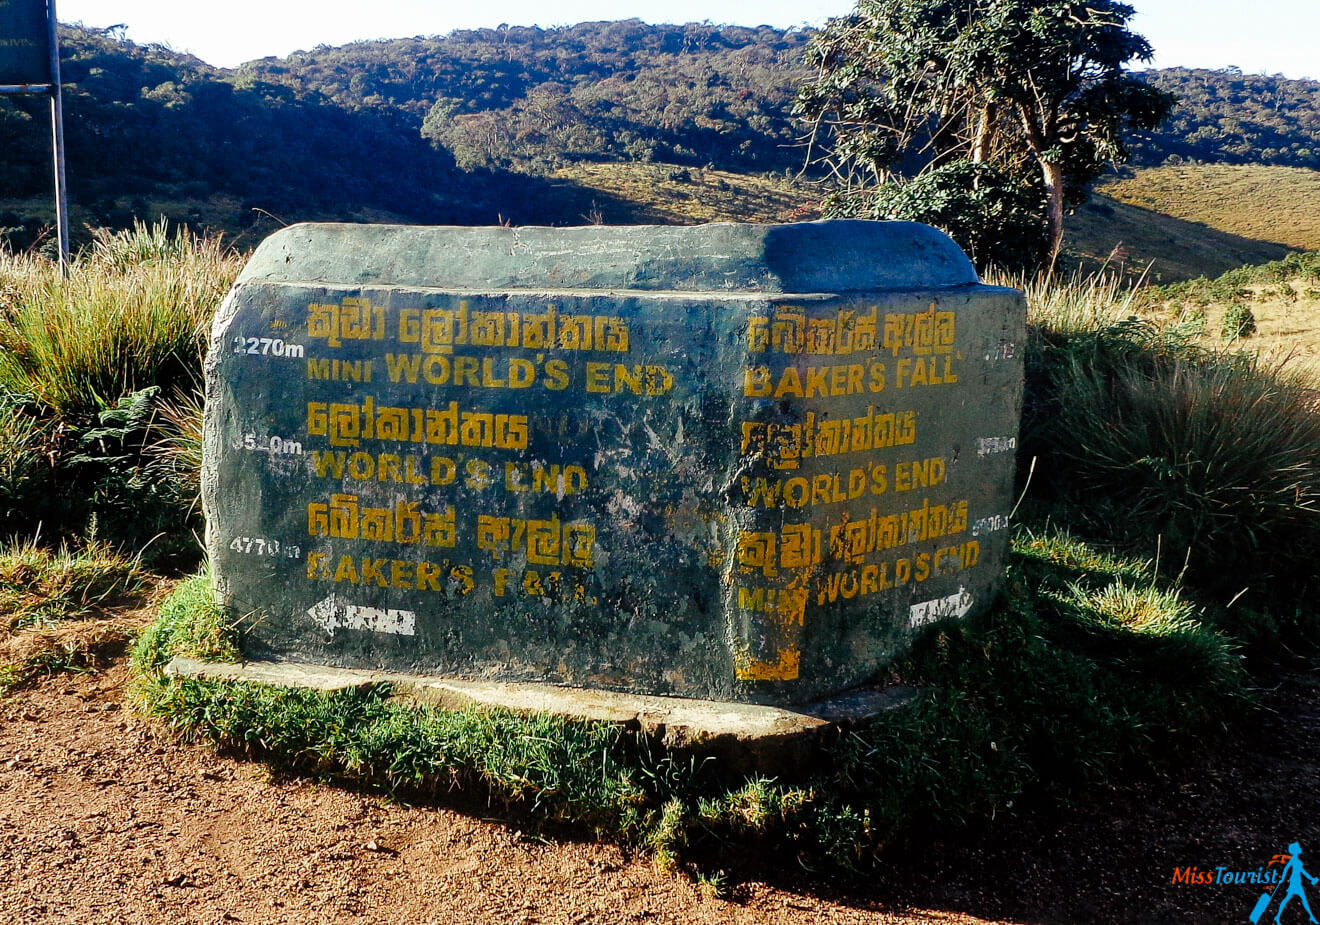 කුඩා ලෝකාන්තය
2270m
MINI WORLD'S END
ලෝකාන්තය
WORLD'S END
බේකර්ස් ඇල්ල
4770m
BAKER'S FALL
බේකර්ස් ඇල්ල
BAKER'S FALL
ලෝකාන්තය
WORLD'S END
කුඩා ලෝකාන්තය
MINI WORLD'S END
MissTourist